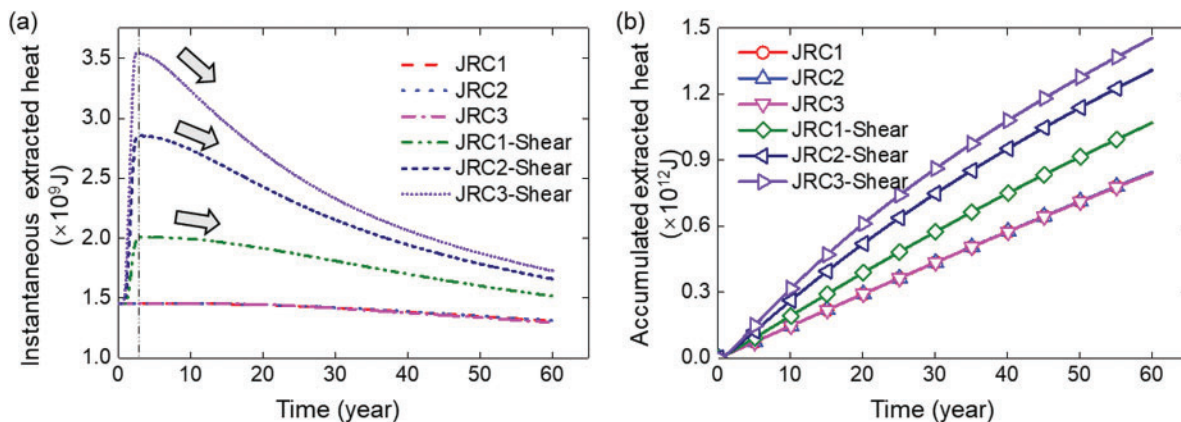 (a)
Instantaneous extracted heat
(×10⁹J)
3.5
3.0
2.5
2.0
1.5
1.0
0
10
20
30
40
50
60
Time (year)
JRC1
JRC2
JRC3
JRC1-Shear
JRC2-Shear
JRC3-Shear
(b)
Accumulated extracted heat
(×10¹²J)
1.5
1.2
0.9
0.6
0.3
0.0
0
10
20
30
40
50
60
Time (year)
JRC1
JRC2
JRC3
JRC1-Shear
JRC2-Shear
JRC3-Shear